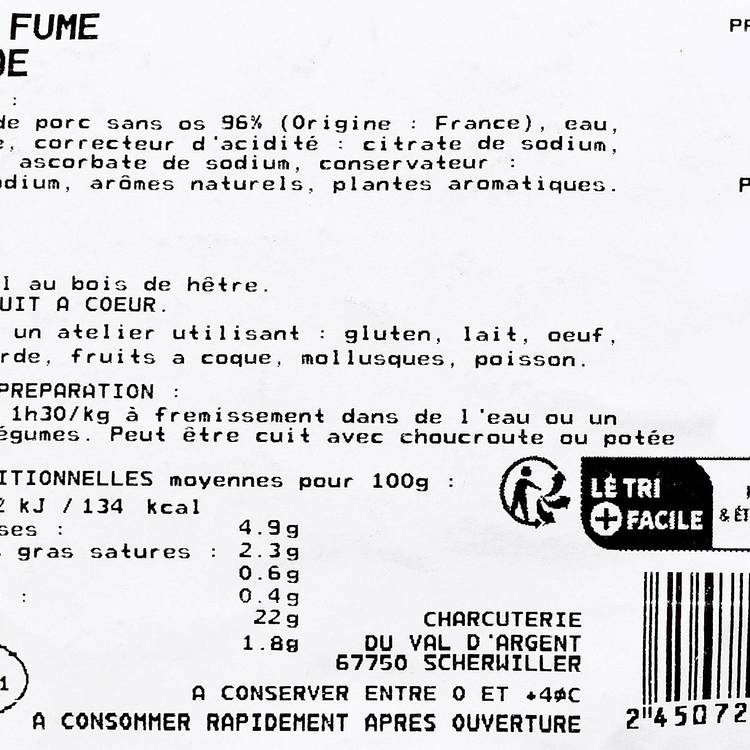 FUME
DE
PR
:
de porc sans os 96% (Origine : France), eau,
, correcteur d'acidité : citrate de sodium,
ascorbate de sodium, conservateur :
dium, arômes naturels, plantes aromatiques.
P
au bois de hêtre.
UIT A COEUR.
un atelier utilisant : gluten, lait, oeuf,
rde, fruits a coque, mollusques, poisson.
PREPARATION :
1h30/kg à fremissement dans de l'eau ou un
égumes. Peut être cuit avec choucroute ou potée
ITIONNELLES moyennes pour 100g :
2 kJ / 134 kcal
ses : 4.9g
gras satures : 2.3g
0.6g
: 0.4g
22g
1.8g
LE TRI
+ FACILE
& ÉT
CHARCUTERIE
DU VAL D'ARGENT
67750 SCHERWILLER
1
A CONSERVER ENTRE 0 ET +4øC
A CONSOMMER RAPIDEMENT APRES OUVERTURE
2"45072